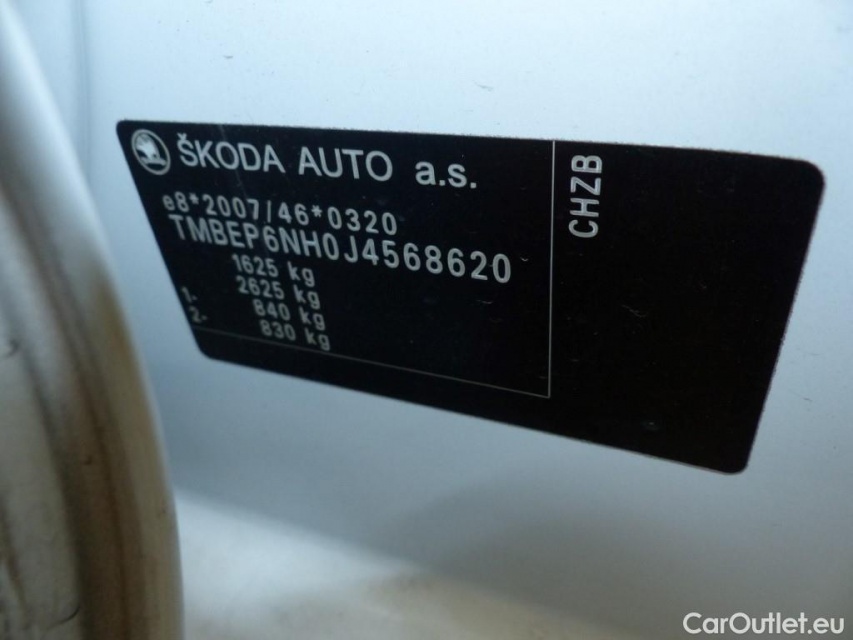 ŠKODA AUTO a.s.
e8*2007/46*0320
TMBEP6NH0J4568620
1625 kg
2625 kg
1- 840 kg
2- 830 kg
CHZB
CarOutlet.eu